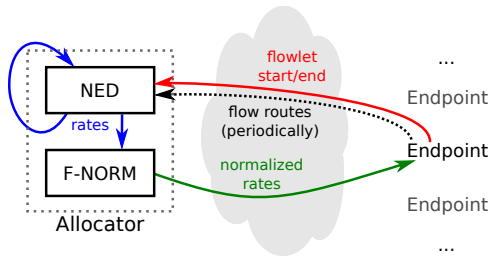 flowlet
start/end
...
NED
Endpoint
rates
flow routes
(periodically)
Endpoint
F-NORM
normalized
rates
Endpoint
Allocator
...